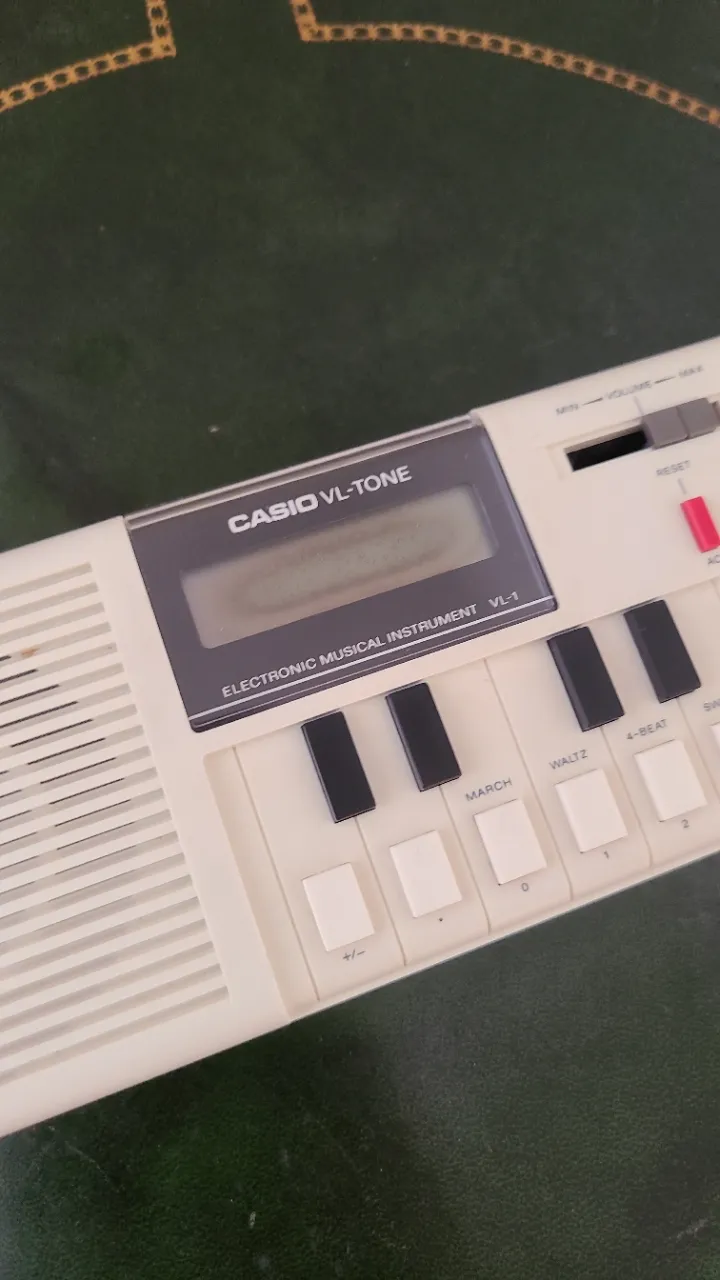 MIN VOLUME MAX
CASIO VL-TONE
RESET
ELECTRONIC MUSICAL INSTRUMENT VL-1
MARCH WALTZ 4-BEAT
+/- · 0 1 2